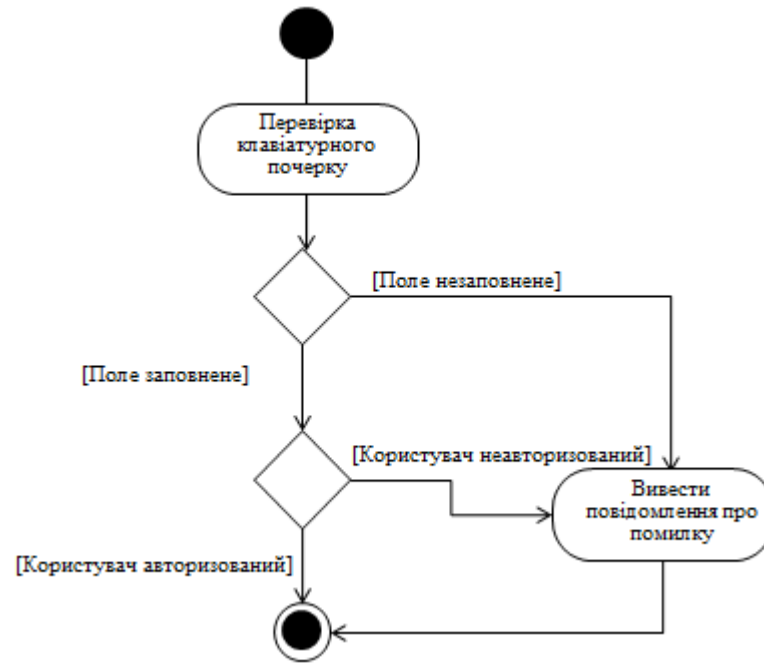 Перевірка
клавіатурного
почерку
[Поле незаповнене]
[Поле заповнене]
[Користувач неавторизований]
Вивести
повідомлення про
помилку
[Користувач авторизований]